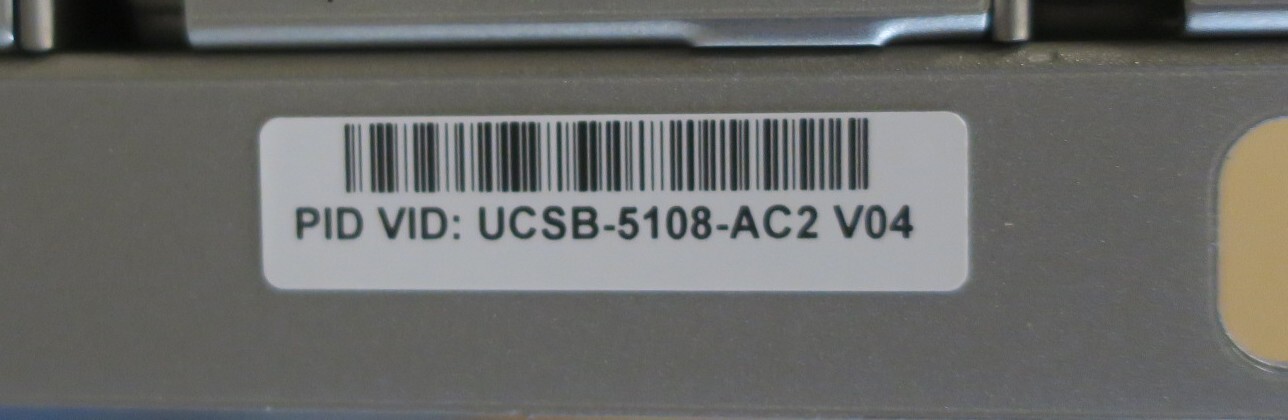 PID VID: UCSB-5108-AC2 V04